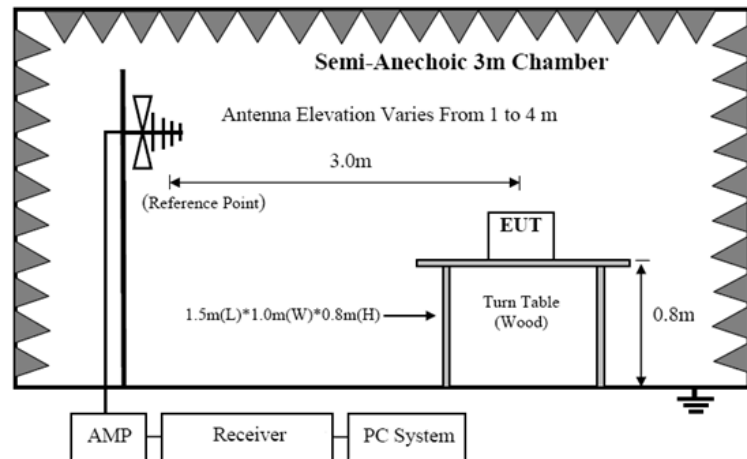 Semi-Anechoic 3m Chamber
Antenna Elevation Varies From 1 to 4 m
3.0m
(Reference Point)
EUT
1.5m(L)*1.0m(W)*0.8m(H)
Turn Table
(Wood)
0.8m
AMP
Receiver
PC System